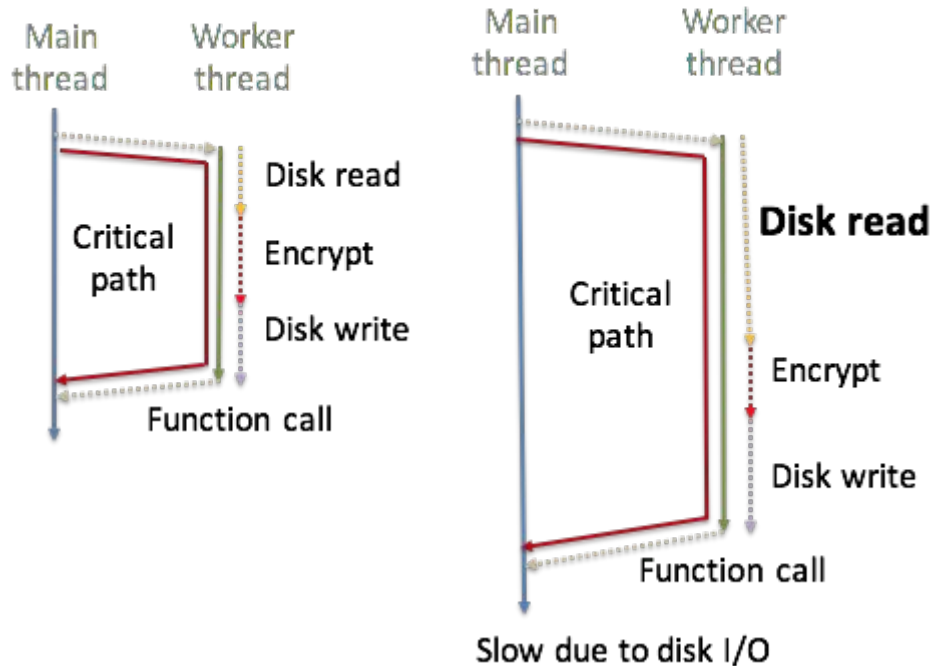 Main
thread
Worker
thread
Disk read
Critical
path
Encrypt
Disk write
Function call
Main
thread
Worker
thread
Disk read
Critical
path
Encrypt
Disk write
Function call
Slow due to disk I/O